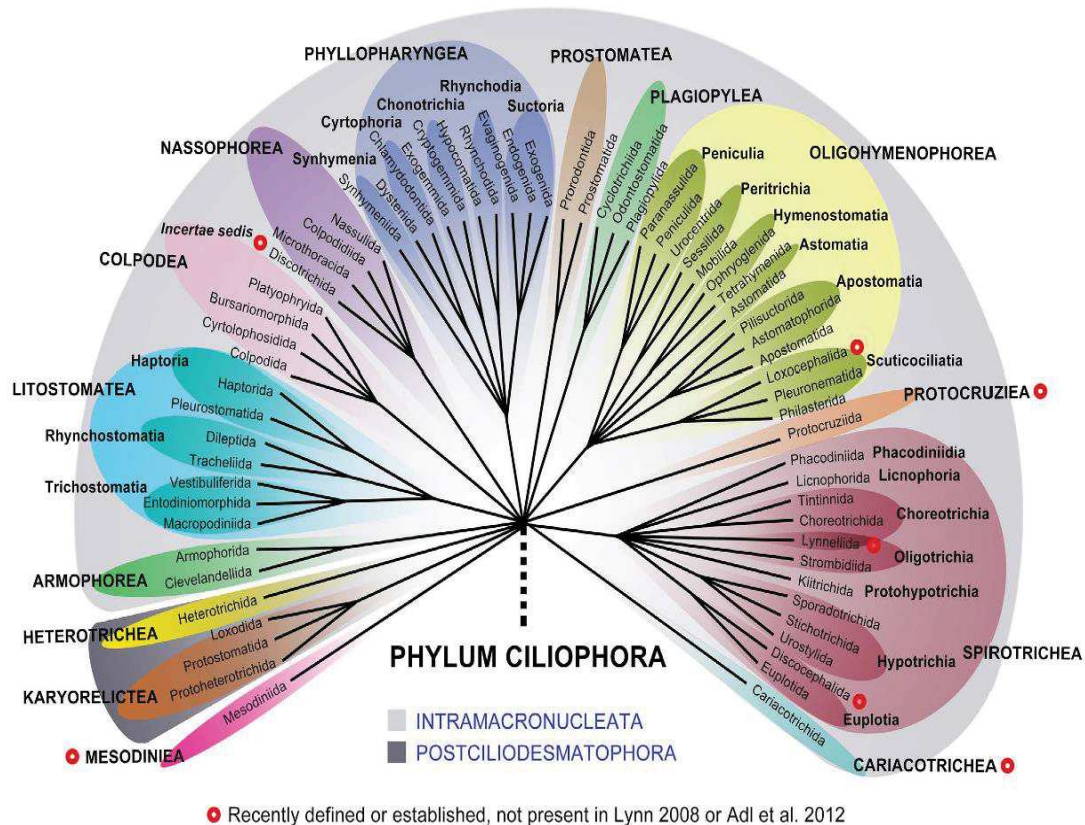 PHYLLOPHARYNGEA
PROSTOMATEA
Rhynchodia
Chonotrichia
Suctoria
PLAGIOPYLEA
Cyrtophoria
NASSOPHOREA
Synhymenia
OLIGOHYMENOPHOREA
Peniculia
Peritrichia
Hymenostomatia
Astomatia
Apostomatia
Scuticociliatia
PROTOCRUZIEA
Incertae sedis
COLPODEA
Haptoria
LITOSTOMATEA
Rhynchostomatia
Trichostomatia
ARMOPHOREA
HETEROTRICHEA
KARYORELICTEA
MESODINIEA
Mesodiniida
Protoheterotrichida
Protostomatida
Loxodida
Heterotrichida
Clevelandellida
Armophorida
Macropodiniida
Entodiniomorphida
Vestibuliferida
Tracheliida
Dileptida
Pleurostomatida
Haptorida
Colpodida
Cyrtolophosidida
Bursariomorphida
Platyophryida
Discotrichida
Microthoracida
Colpodidiida
Nassulida
Synhymeniida
Dysteriida
Chlamydodontida
Exogemmida
Cryptogemmida
Hypocomatida
Rhynchodida
Evaginogenida
Endogenida
Exogenida
Prorodontida
Prostomatida
Cyclotrichiida
Odontostomatida
Plagiopylida
Paranassulida
Peniculida
Urocentrida
Sessilida
Mobilida
Ophryoglenida
Tetrahymenida
Astomatida
Pilisuctorida
Astomatophorida
Apostomatida
Loxocephalida
Pleuronematida
Philasterida
Protocruziida
Phacodiniida
Phacodiniidia
Licnophorida
Licnophoria
Tintinnida
Choreotrichida
Choreotrichia
Lynnellida
Strombidiida
Oligotrichia
Kiitrichida
Protohypotrichia
Sporadotrichida
Stichotrichida
Urostylida
Hypotrichia
SPIROTRICHEA
Discocephalida
Euplotida
Euplotia
Cariacotrichida
CARIACOTRICHEA
PHYLUM CILIOPHORA
INTRAMACRONUCLEATA
POSTCILIODESMATOPHORA
Recently defined or established, not present in Lynn 2008 or Adl et al. 2012